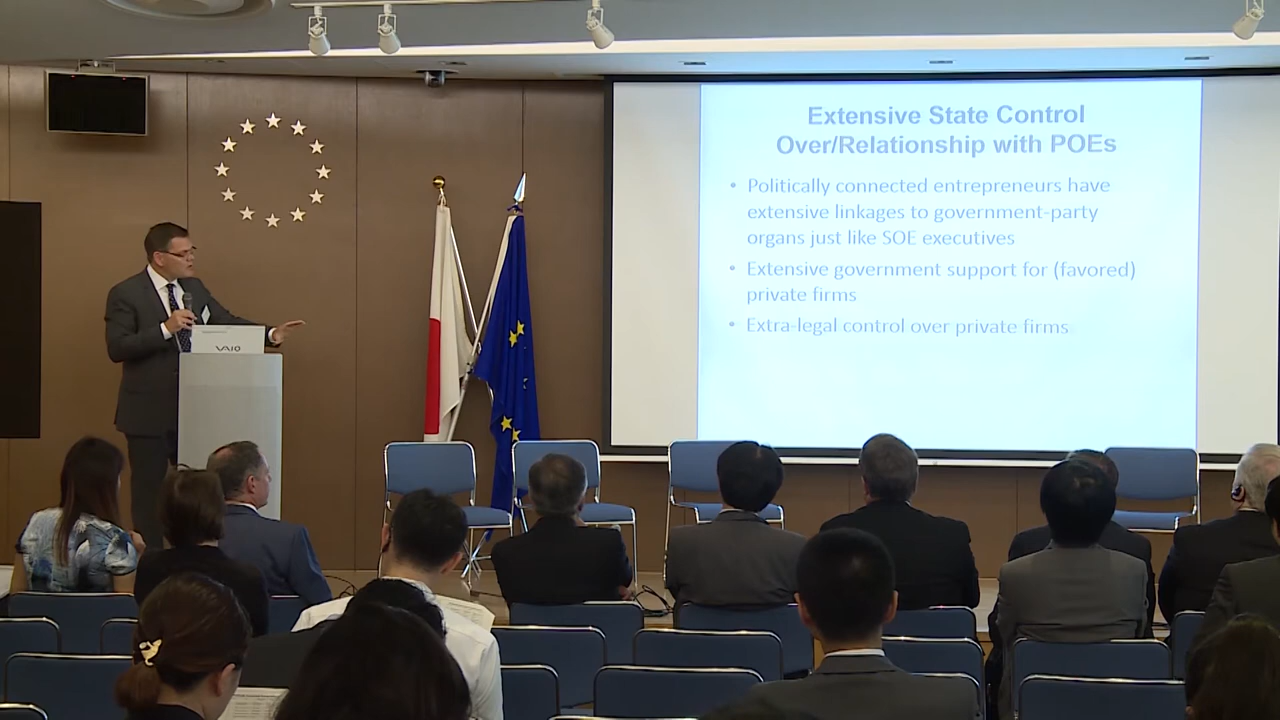 Extensive State Control
Over/Relationship with POEs
• Politically connected entrepreneurs have
extensive linkages to government-party
organs just like SOE executives
• Extensive government support for (favored)
private firms
• Extra-legal control over private firms
VAIO